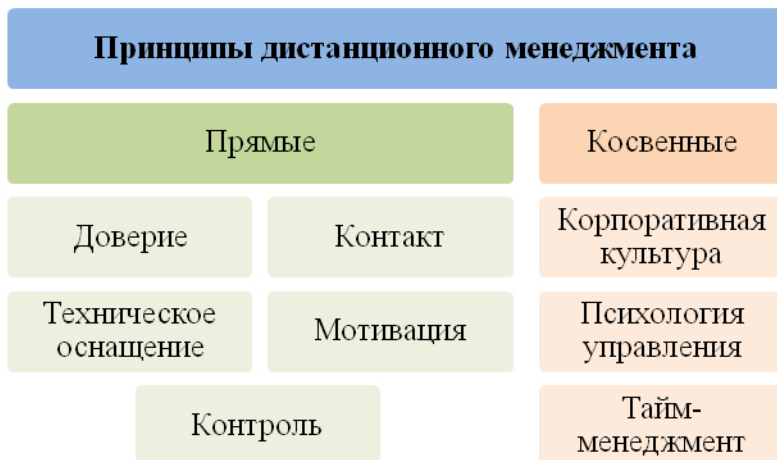 Принципы дистанционного менеджмента
Прямые
Косвенные
Доверие
Контакт
Корпоративная
культура
Техническое
оснащение
Мотивация
Психология
управления
Контроль
Тайм-
менеджмент